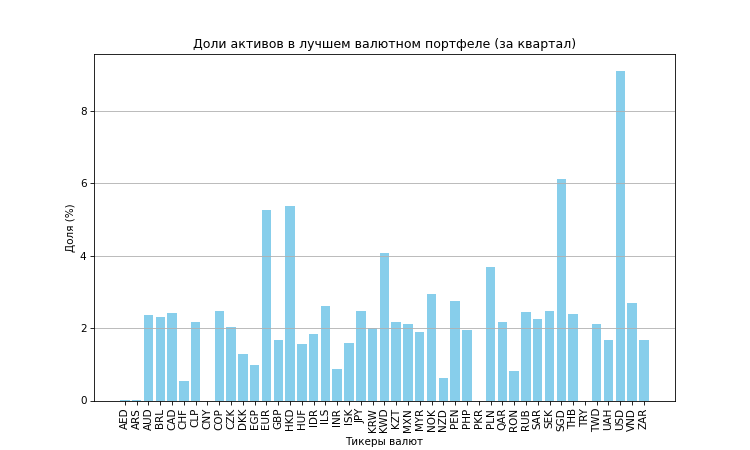 Доли активов в лучшем валютном портфеле (за квартал)
Доля (%)
8
6
4
2
0
AED ARS AUD BRL CAD CHF CLP CNY COP CZK DKK EGP EUR GBP HKD HUF IDR ILS INR ISK JPY KRW KWD KZT MXN MYR NOK NZD PEN PHP PKR PLN QAR RON RUB SAR SEK SGD THB TRY TWD UAH USD VND ZAR
Тикеры валют